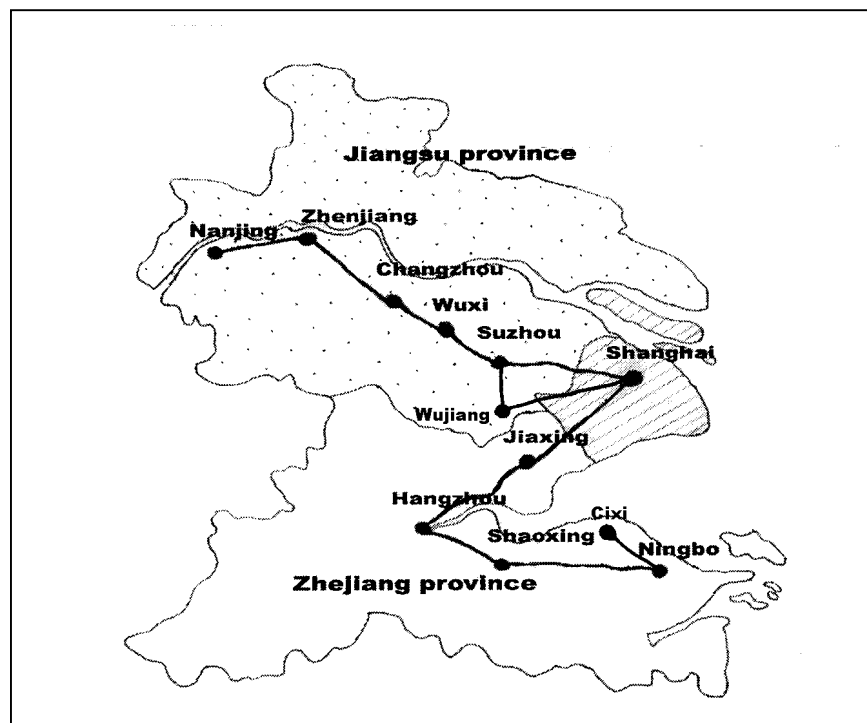 Jiangsu province
Zhenjiang
Nanjing
Changzhou
Wuxi
Suzhou
Shanghai
Wujiang
Jiaxing
Hangzhou
Cixi
Shaoxing
Ningbo
Zhejiang province